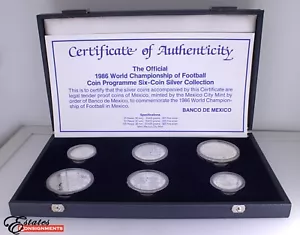 Certificate of Authenticity
The Official
1986 World Championship of Football
Coin Programme Six-Coin Silver Collection
This is to certify that the silver coins accompanied by this Certificate are
legal tender proof coins of Mexico, minted by the Mexico City Mint by
order of Banco de Mexico, to commemorate the 1986 World Champion-
ship of Football in Mexico.
BANCO DE MEXICO
Specifications
Estates
CONSIGNMENTS